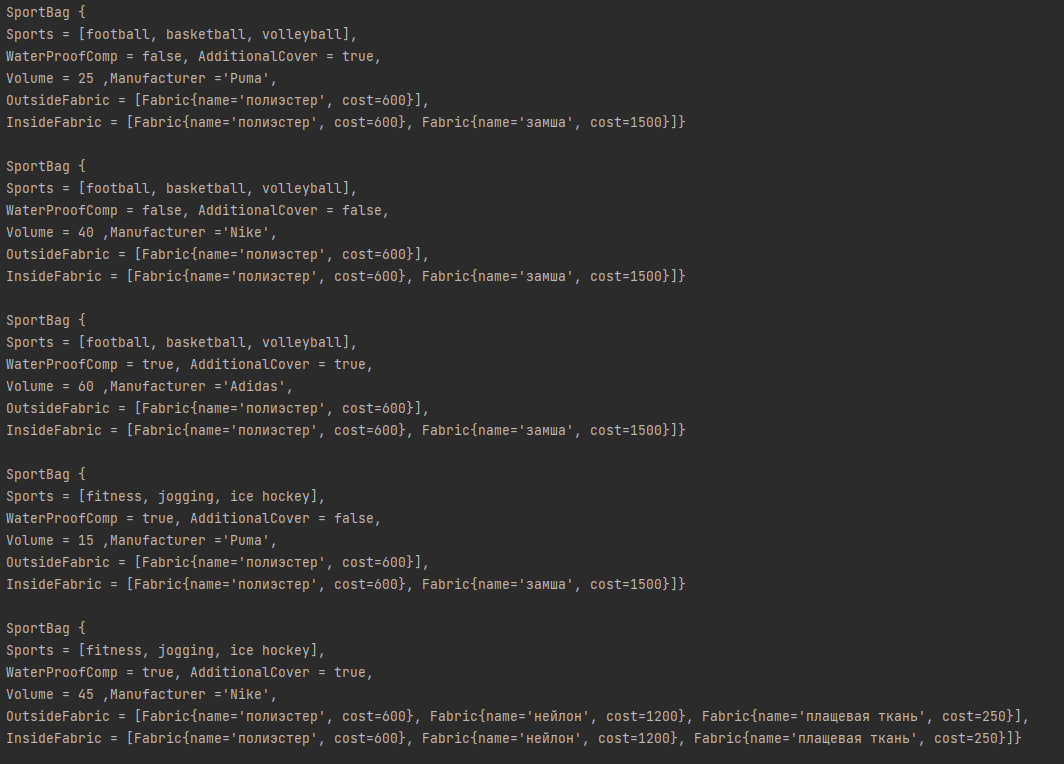 SportBag {
Sports = [football, basketball, volleyball],
WaterProofComp = false, AdditionalCover = true,
Volume = 25 ,Manufacturer ='Puma',
OutsideFabric = [Fabric{name='полиэстер', cost=600}],
InsideFabric = [Fabric{name='полиэстер', cost=600}, Fabric{name='замша', cost=1500}]}
SportBag {
Sports = [football, basketball, volleyball],
WaterProofComp = false, AdditionalCover = false,
Volume = 40 ,Manufacturer ='Nike',
OutsideFabric = [Fabric{name='полиэстер', cost=600}],
InsideFabric = [Fabric{name='полиэстер', cost=600}, Fabric{name='замша', cost=1500}]}
SportBag {
Sports = [football, basketball, volleyball],
WaterProofComp = true, AdditionalCover = true,
Volume = 60 ,Manufacturer ='Adidas',
OutsideFabric = [Fabric{name='полиэстер', cost=600}],
InsideFabric = [Fabric{name='полиэстер', cost=600}, Fabric{name='замша', cost=1500}]}
SportBag {
Sports = [fitness, jogging, ice hockey],
WaterProofComp = true, AdditionalCover = false,
Volume = 15 ,Manufacturer ='Puma',
OutsideFabric = [Fabric{name='полиэстер', cost=600}],
InsideFabric = [Fabric{name='полиэстер', cost=600}, Fabric{name='замша', cost=1500}]}
SportBag {
Sports = [fitness, jogging, ice hockey],
WaterProofComp = true, AdditionalCover = true,
Volume = 45 ,Manufacturer ='Nike',
OutsideFabric = [Fabric{name='полиэстер', cost=600}, Fabric{name='нейлон', cost=1200}, Fabric{name='плащевая ткань', cost=250}],
InsideFabric = [Fabric{name='полиэстер', cost=600}, Fabric{name='нейлон', cost=1200}, Fabric{name='плащевая ткань', cost=250}]}